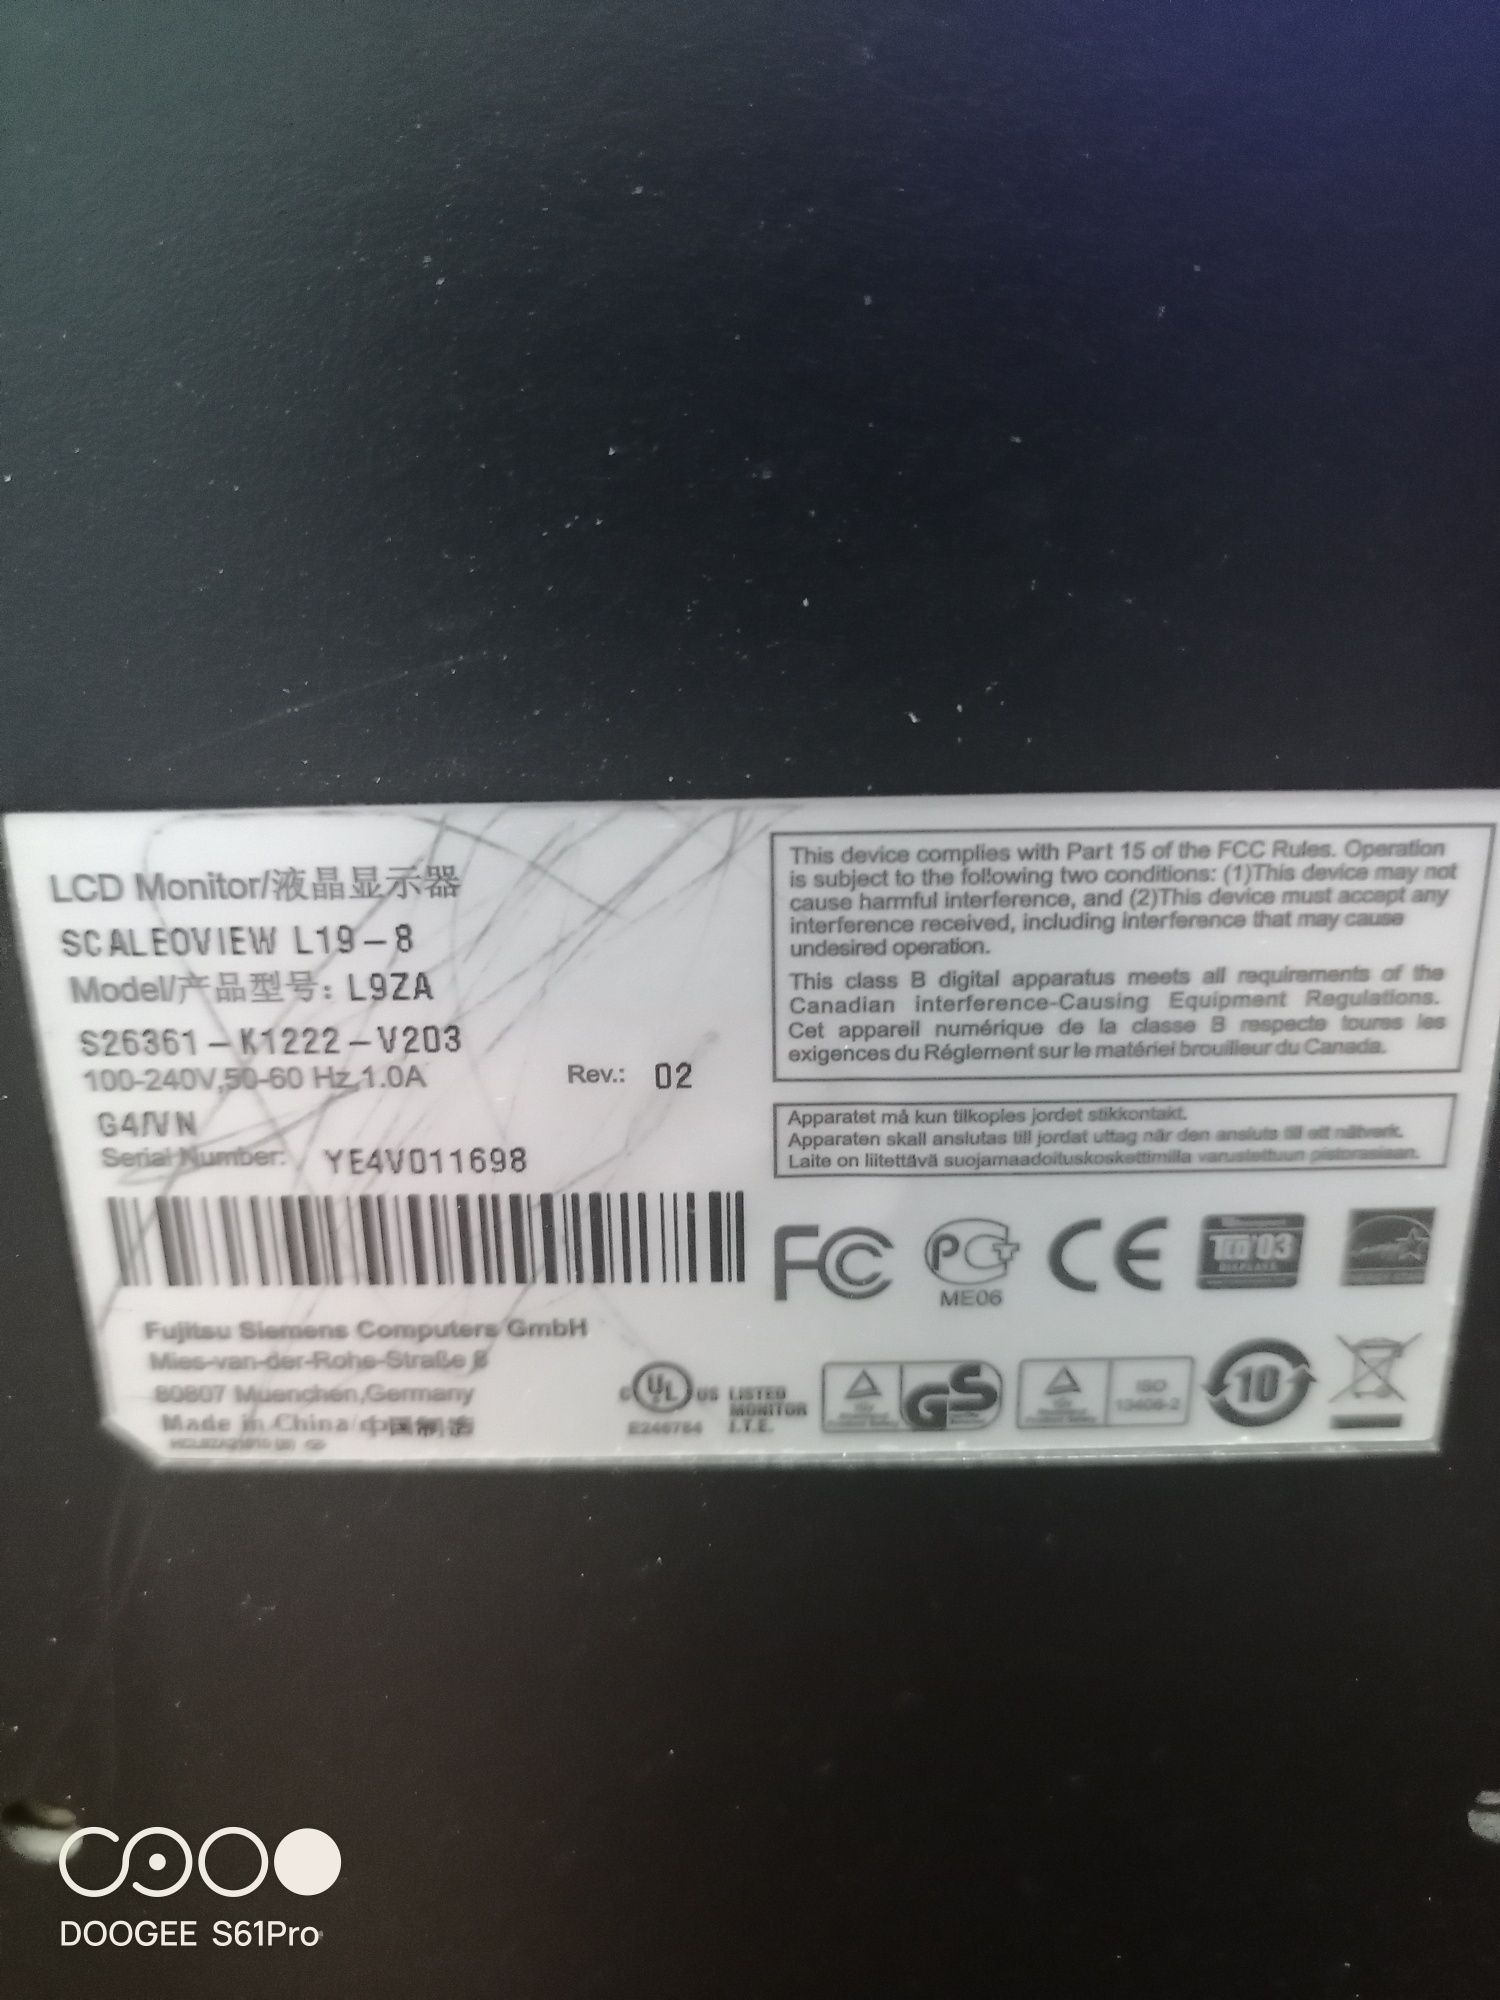 LCD Monitor/液晶显示器
SCALEOVIEW L19-8
Model/产品型号: L9ZA
S26361-K1222-V203
100-240V,50-60 Hz,1.0A
Rev.: 02
Serial Number: YE4V011698
Fujitsu Siemens Computers GmbH
Mies-van-der-Rohe-Straße 8
80807 Muenchen,Germany
Made in China/中国制造
This device complies with Part 15 of the FCC Rules. Operation
is subject to the following two conditions: (1)This device may not
cause harmful interference, and (2)This device must accept any
interference received, including interference that may cause
undesired operation.
This class B digital apparatus meets all requirements of the
Canadian interference-Causing Equipment Regulations.
Cet appareil numérique de la classe B respecte toures les
exigences du Réglement sur le matériel brouilleur du Canada.
Apparatet må kun tilkoples jordet stikkontakt.
Apparaten skall anslutas till jordat uttag når den ansluts till ett nätverk.
Laite on liitettävä suojamaadoituskoskettimilla varustettuun pistorasiaan.
FC PCT CE TCO'03
DISPLAYS
ME06
c UL US LISTED
MONITOR
E246784 I.T.E.
GS
ISO
13406-2
10
DOOGEE S61Pro